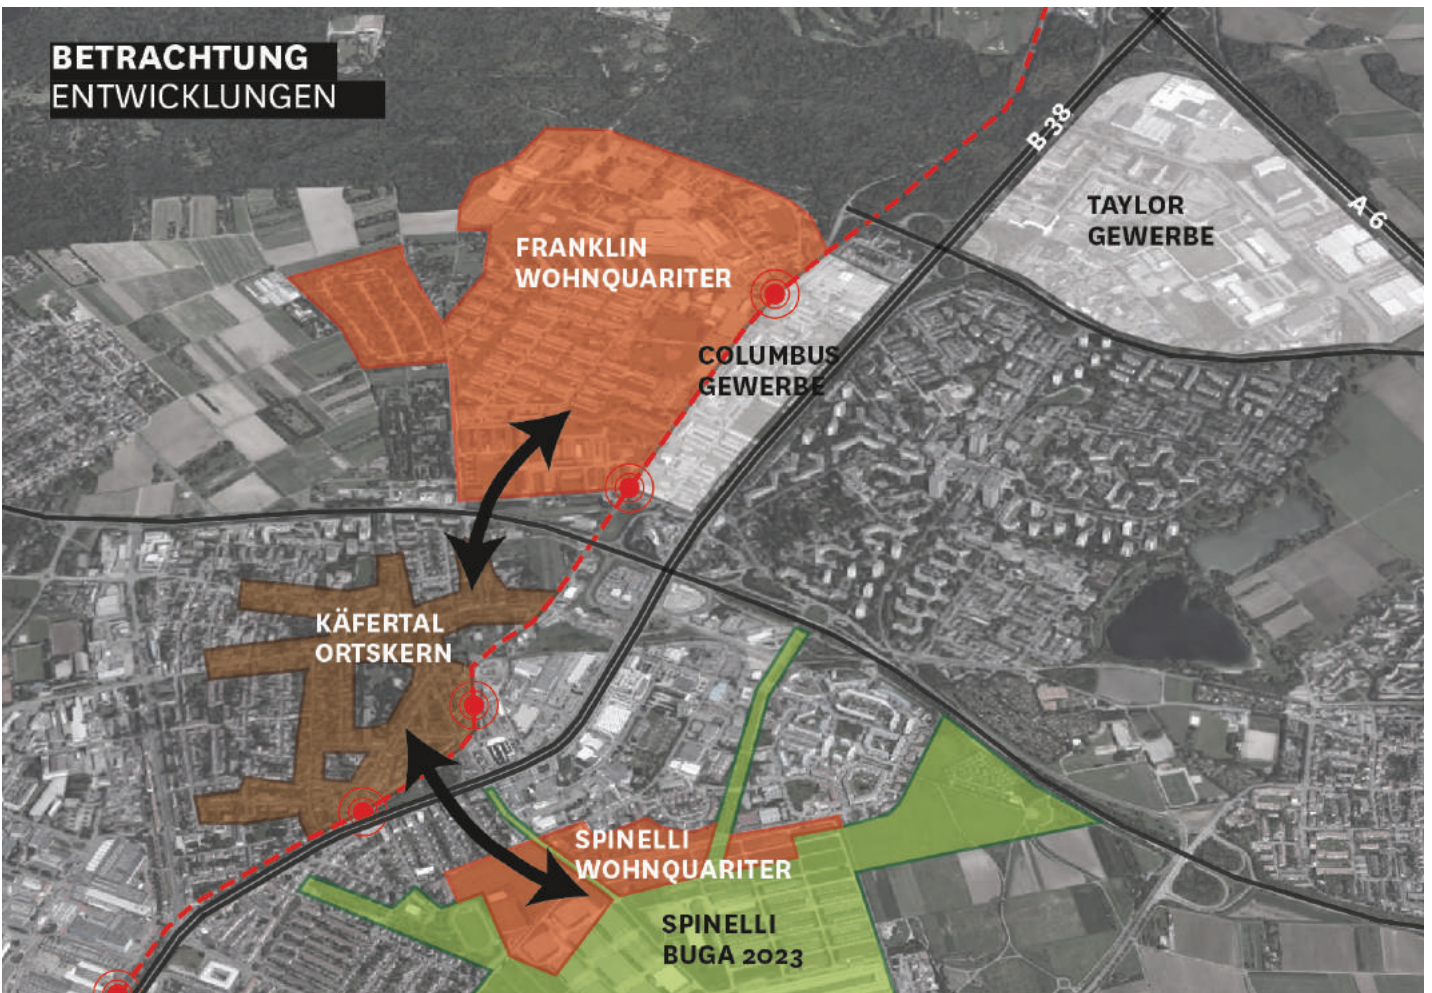 BETRACHTUNG
ENTWICKLUNGEN
B 38
A 6
TAYLOR
GEWERBE
FRANKLIN
WOHNQUARITER
COLUMBUS
GEWERBE
KÄFERTAL
ORTSKERN
SPINELLI
WOHNQUARITER
SPINELLI
BUGA 2023